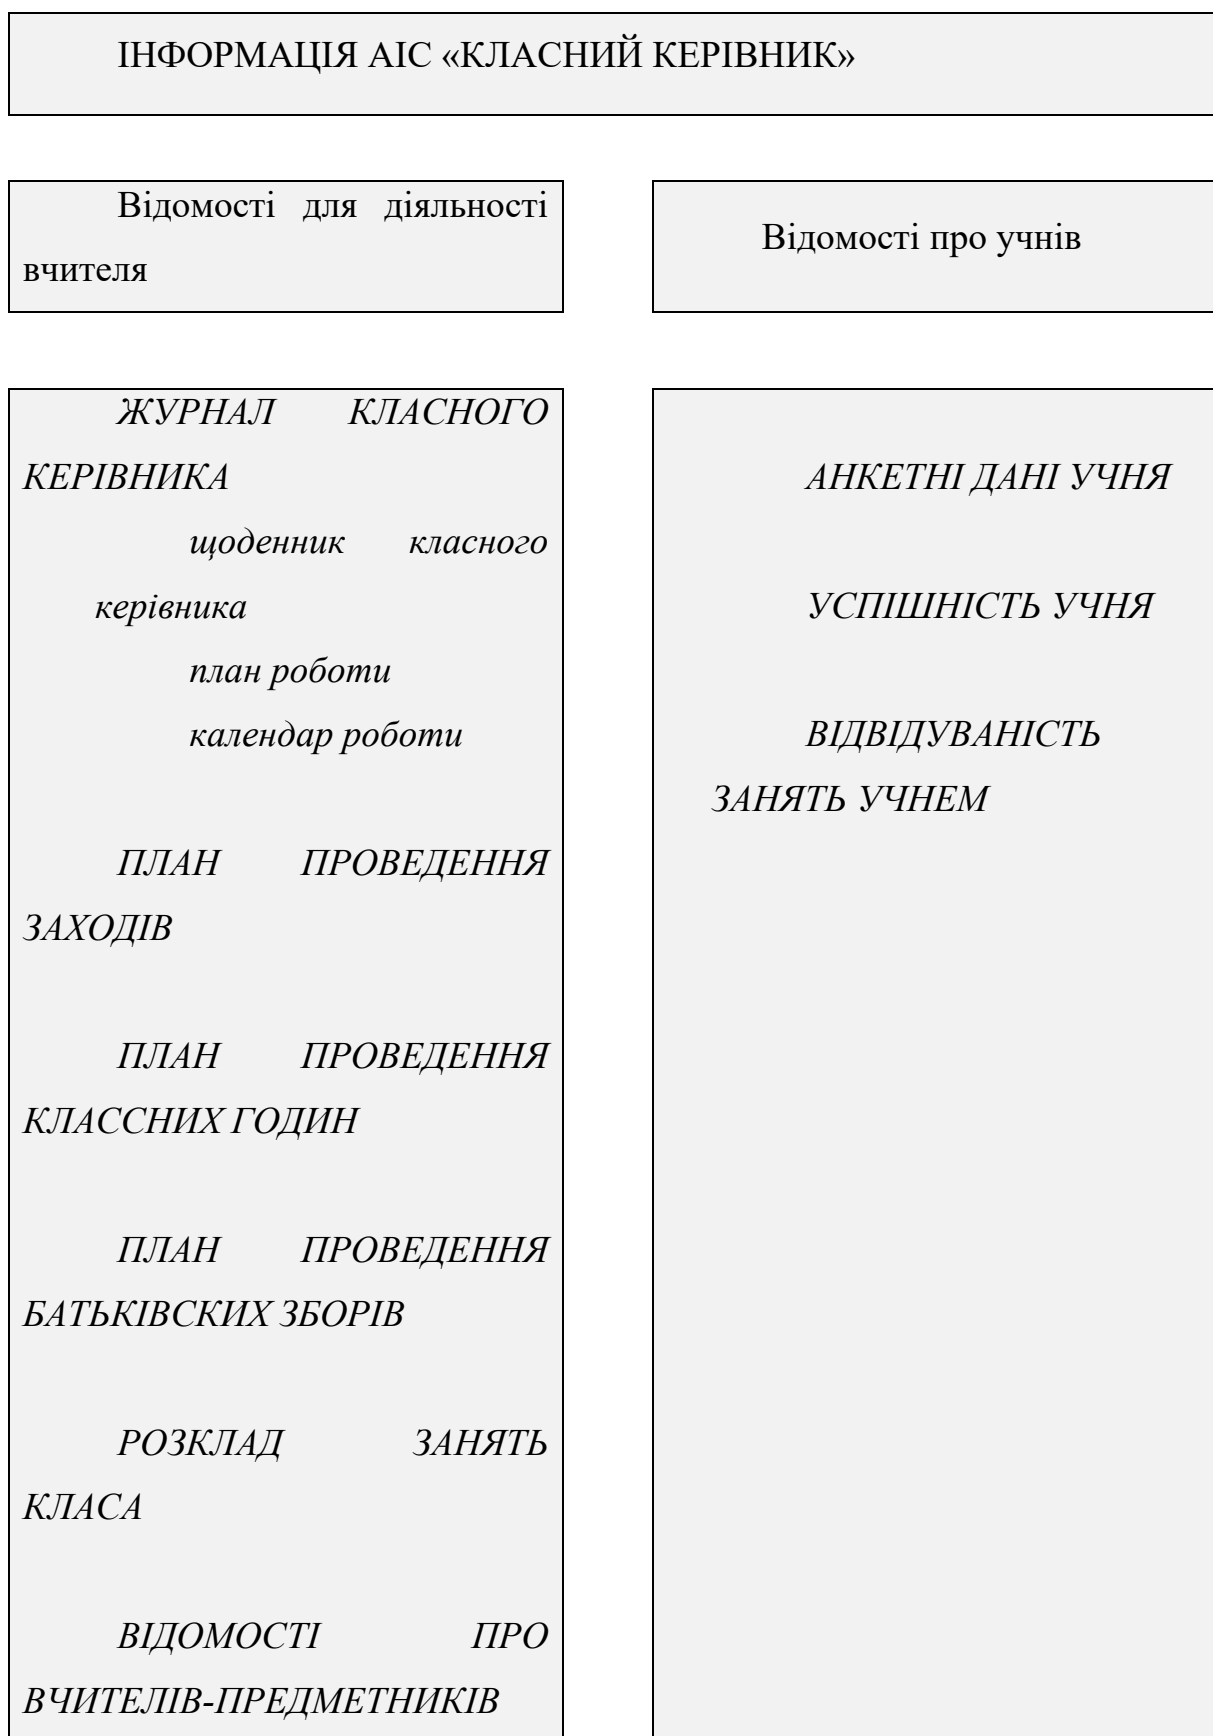 ІНФОРМАЦІЯ АІС «КЛАСНИЙ КЕРІВНИК»
Відомості для діяльності
вчителя
Відомості про учнів
ЖУРНАЛ КЛАСНОГО
КЕРІВНИКА
щоденник класного
керівника
план роботи
календар роботи
ПЛАН ПРОВЕДЕННЯ
ЗАХОДІВ
ПЛАН ПРОВЕДЕННЯ
КЛАССНИХ ГОДИН
ПЛАН ПРОВЕДЕННЯ
БАТЬКІВСКИХ ЗБОРІВ
РОЗКЛАД ЗАНЯТЬ
КЛАСА
ВІДОМОСТІ ПРО
ВЧИТЕЛІВ-ПРЕДМЕТНИКІВ
АНКЕТНІ ДАНІ УЧНЯ
УСПІШНІСТЬ УЧНЯ
ВІДВІДУВАНІСТЬ
ЗАНЯТЬ УЧНЕМ